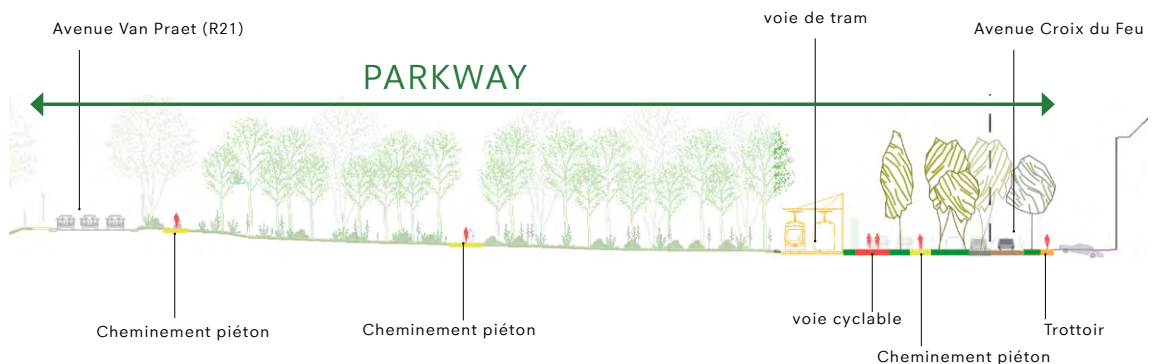 voie de tram
Avenue Van Praet (R21)
Avenue Croix du Feu
PARKWAY
Cheminement piéton
Cheminement piéton
voie cyclable
Trottoir
Cheminement piéton